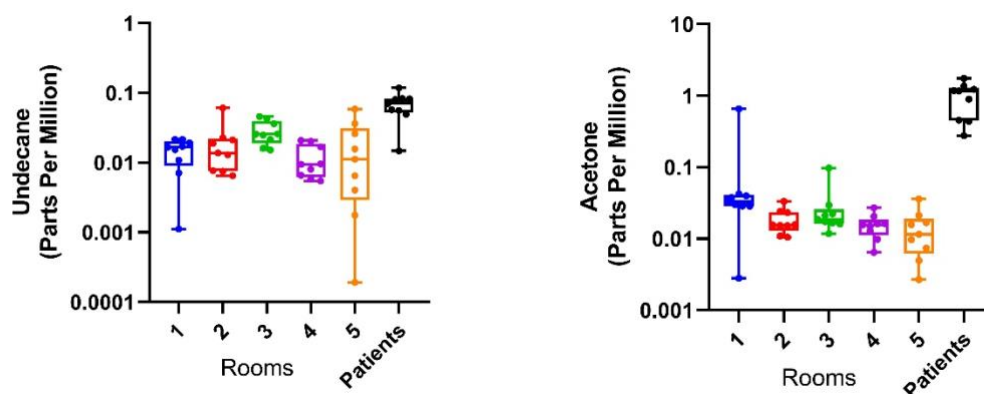 Undecane
(Parts Per Million)
1
0.1
0.01
0.001
0.0001
1
2
3
4
5
Patients
Rooms
Acetone
(Parts Per Million)
10
1
0.1
0.01
0.001
1
2
3
4
5
Patients
Rooms